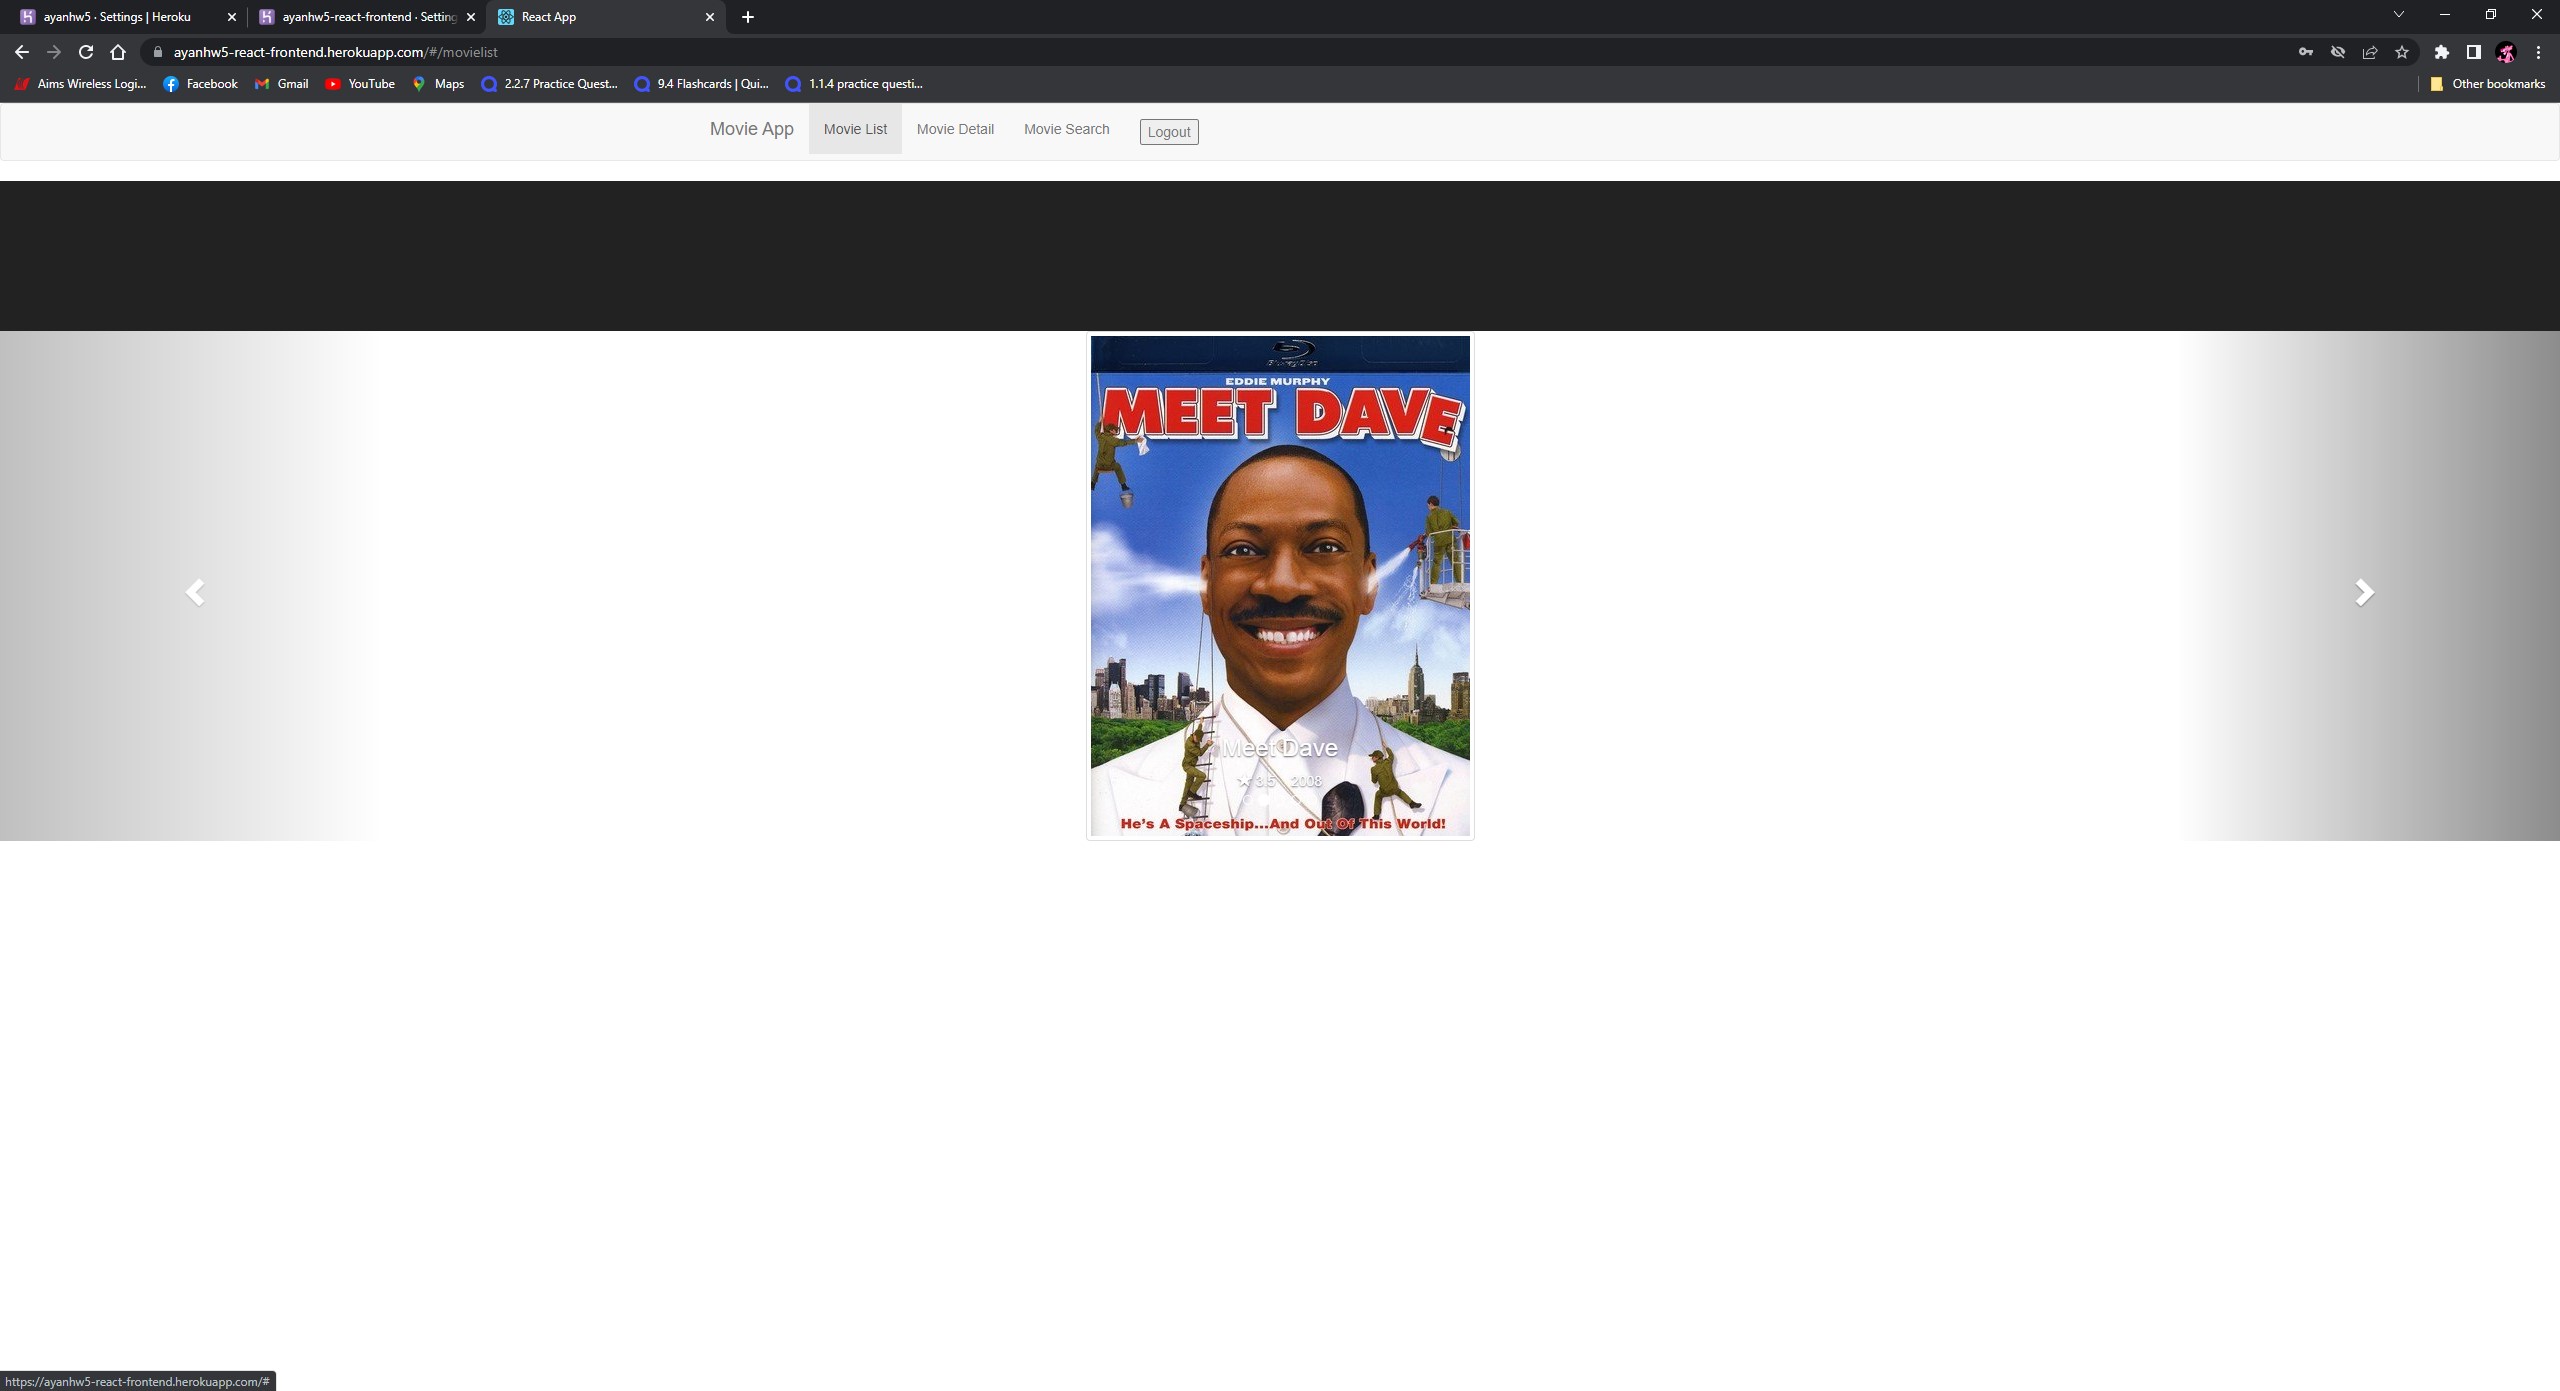 ayanhw5 · Settings | Heroku
ayanhw5-react-frontend · Setting
React App
ayanhw5-react-frontend.herokuapp.com/#/movielist
Aims Wireless Logi...
Facebook
Gmail
YouTube
Maps
2.2.7 Practice Quest...
9.4 Flashcards | Qui...
1.1.4 practice questi...
Other bookmarks
Movie App
Movie List
Movie Detail
Movie Search
Logout
EDDIE MURPHY
MEET DAVE
Meet Dave
★ 3.5 2008
He's A Spaceship...And Out Of This World!
https://ayanhw5-react-frontend.herokuapp.com/#